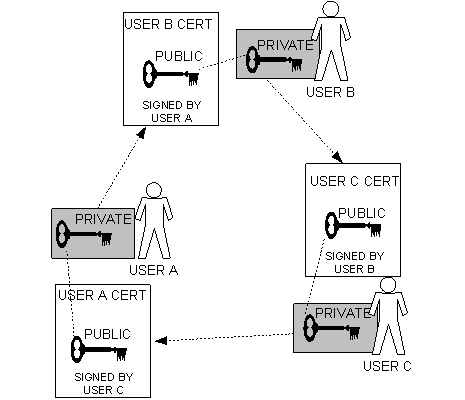 USER B CERT
PUBLIC
SIGNED BY
USER A
PRIVATE
USER B
USER C CERT
PUBLIC
SIGNED BY
USER B
PRIVATE
USER A
USER A CERT
PUBLIC
SIGNED BY
USER C
PRIVATE
USER C